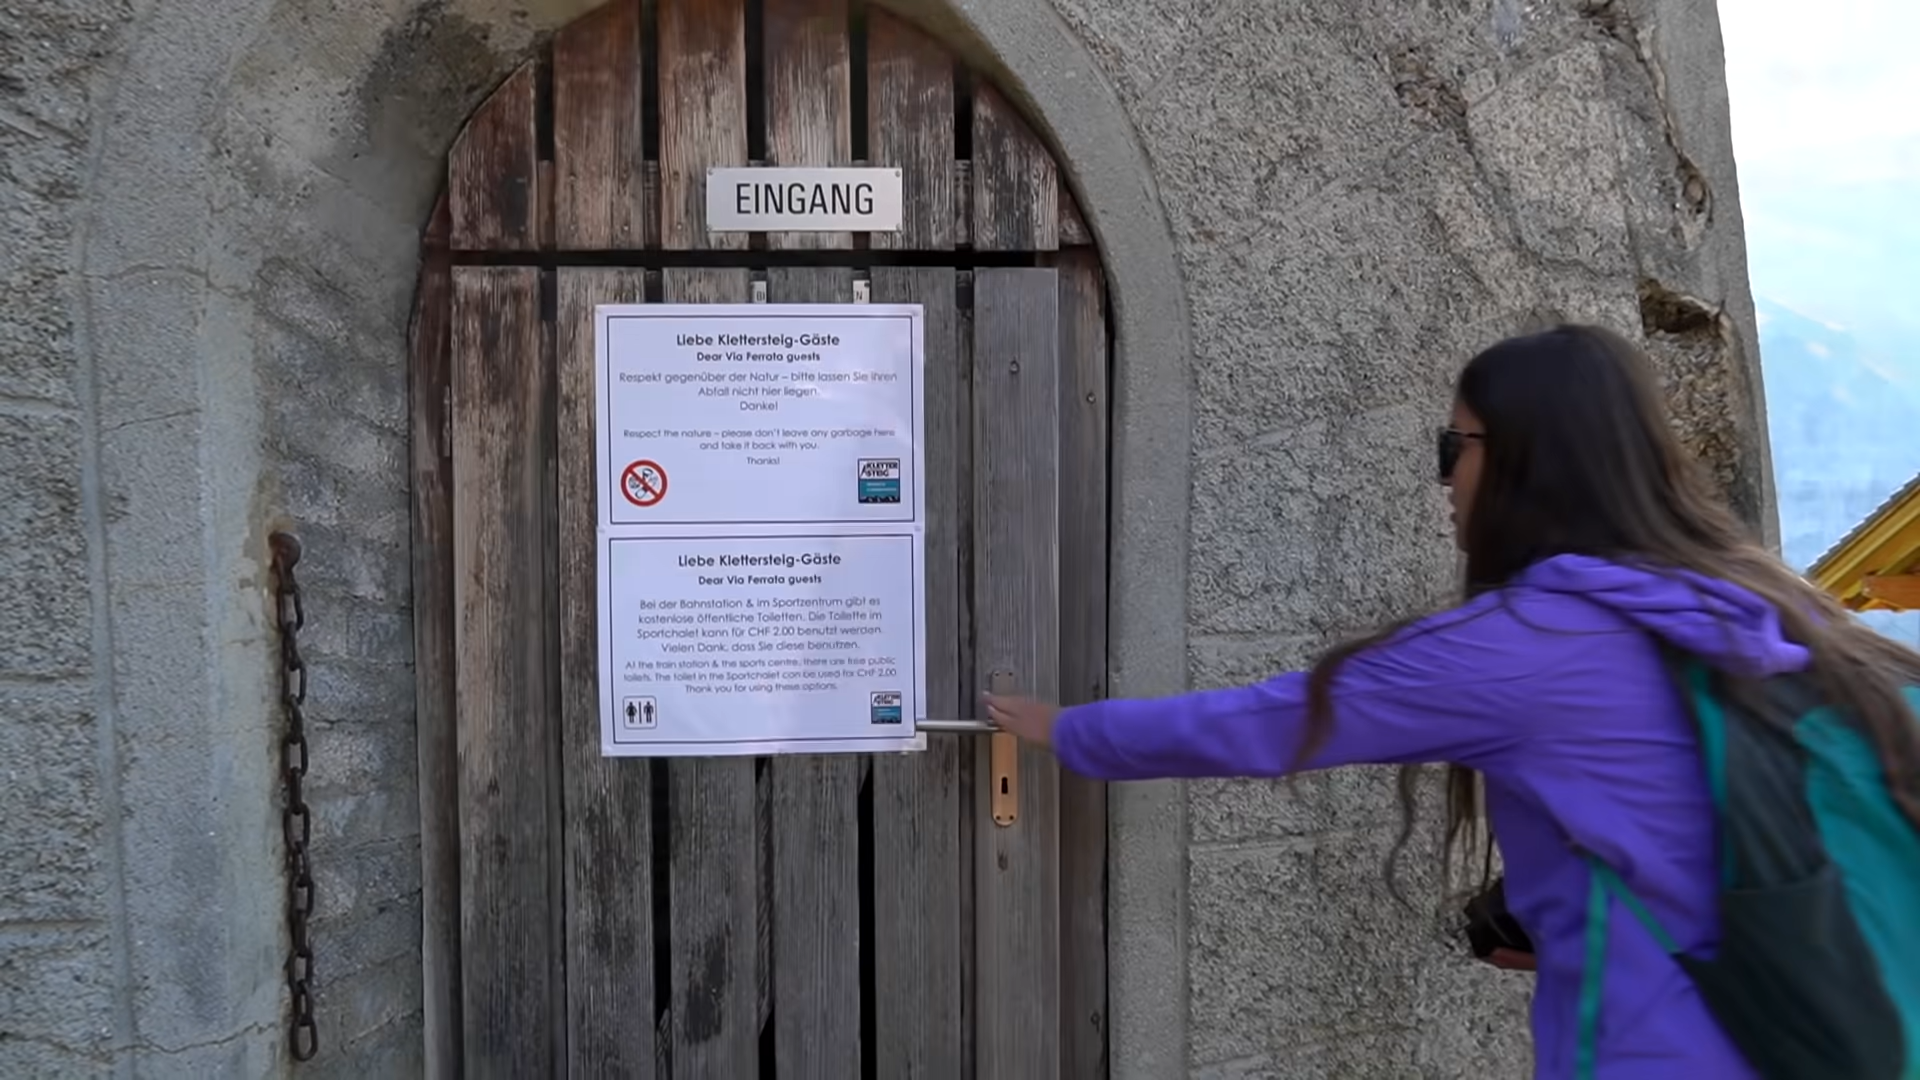 EINGANG
BI
N
Liebe Klettersteig-Gäste
Dear Via Ferrata guests
Respekt gegenüber der Natur – bitte lassen Sie ihren
Abfall nicht hier liegen.
Danke!
Respect the nature – please don't leave any garbage here
and take it back with you.
Thanks!
KLETTER
STEIG
Liebe Klettersteig-Gäste
Dear Via Ferrata guests
Bei der Bahnstation & im Sportzentrum gibt es
kostenlose öffentliche Toiletten. Die Toilette im
Sportchalet kann für CHF 2.00 benutzt werden.
Vielen Dank, dass Sie diese benutzen.
At the train station & the sports centre, there are free public
toilets. The toilet in the Sportchalet can be used for CHF 2.00
Thank you for using these options.
KLETTER
STEIG